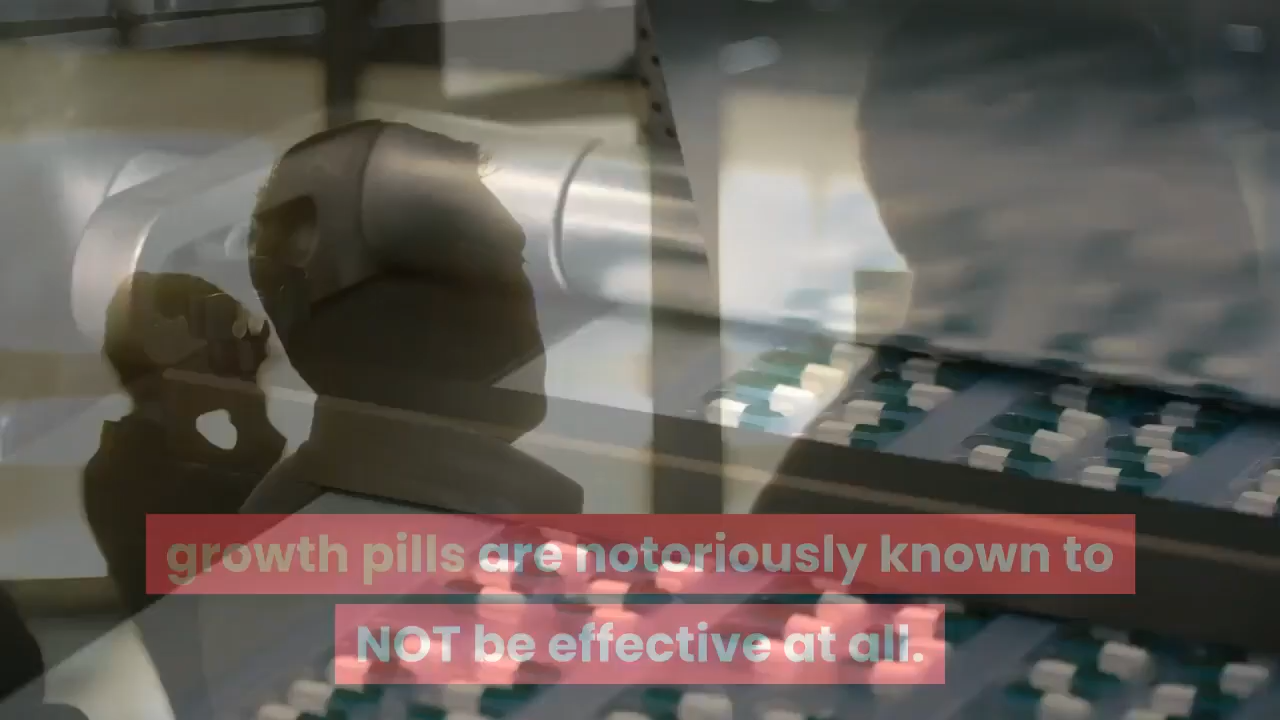 growth pills are notoriously known to
NOT be effective at all.